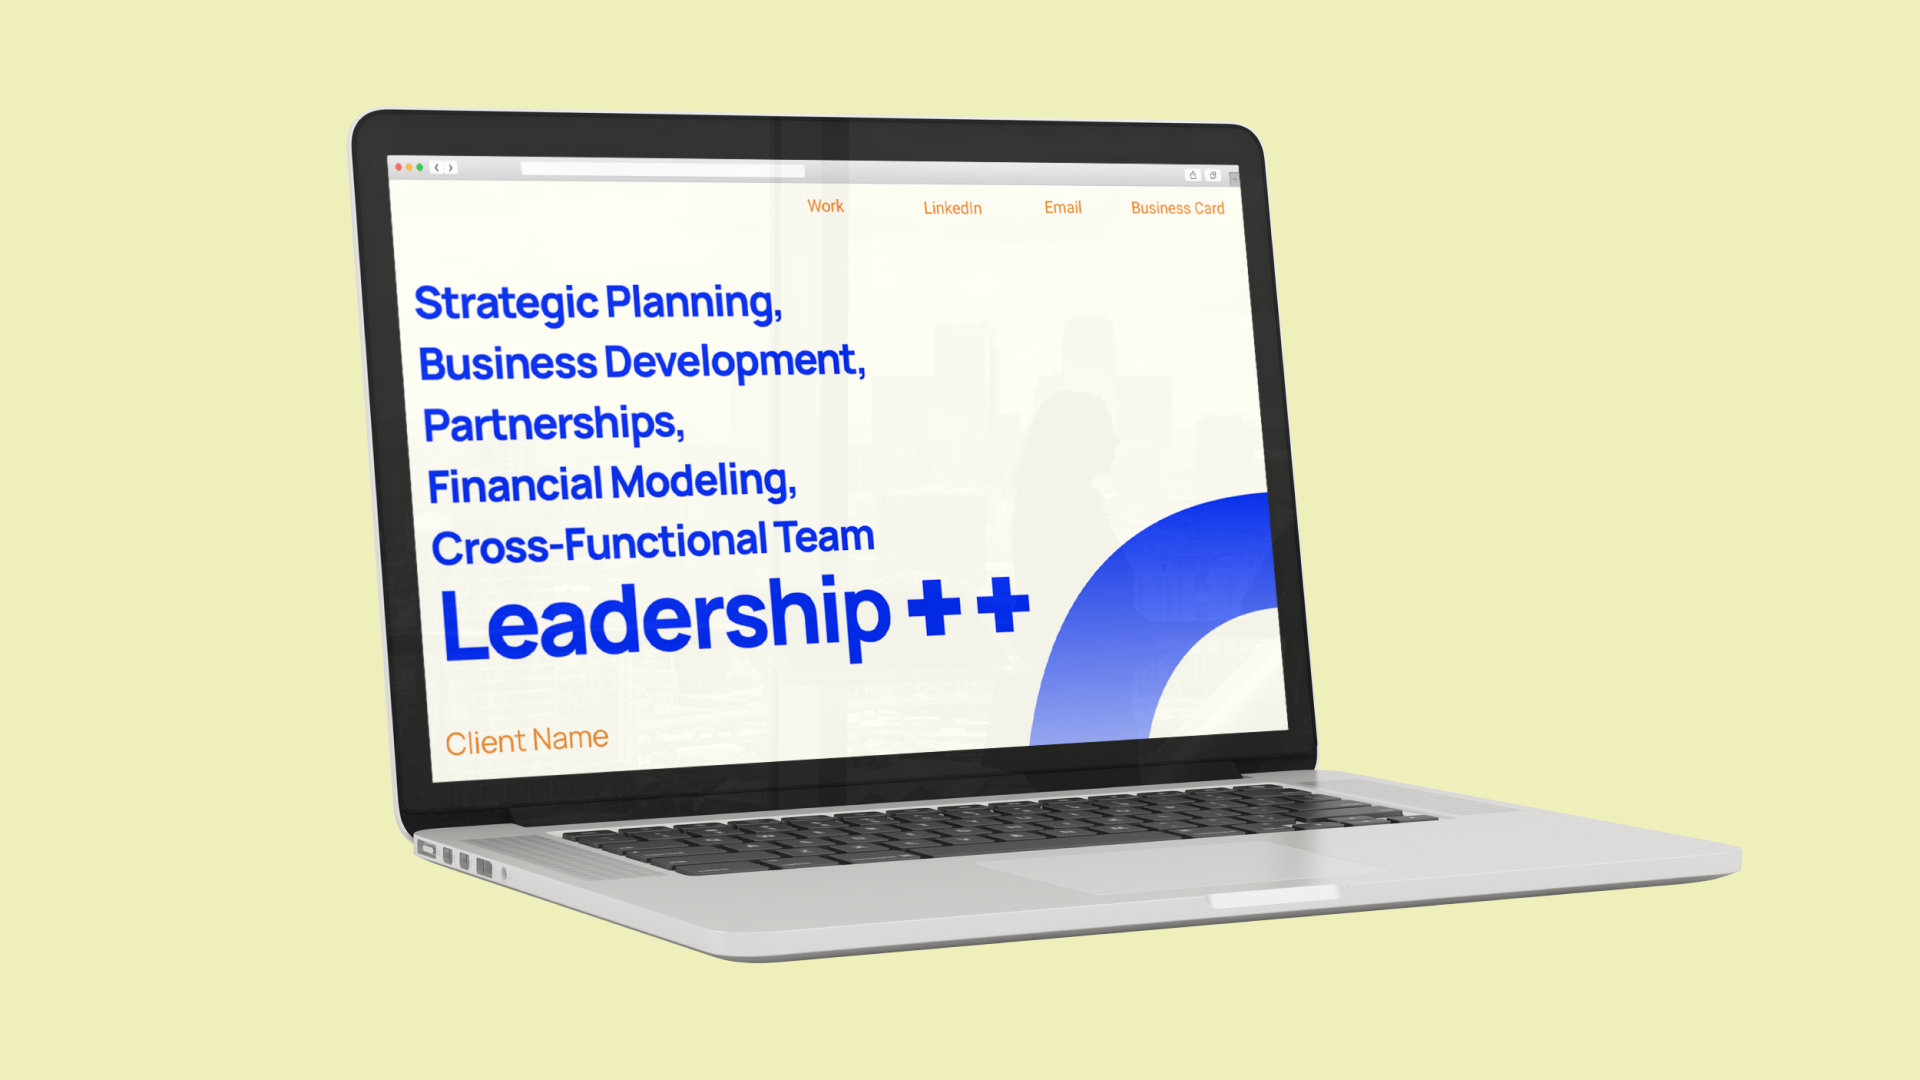 Work LinkedIn Email Business Card
Strategic Planning,
Business Development,
Partnerships,
Financial Modeling,
Cross-Functional Team
Leadership ++
Client Name